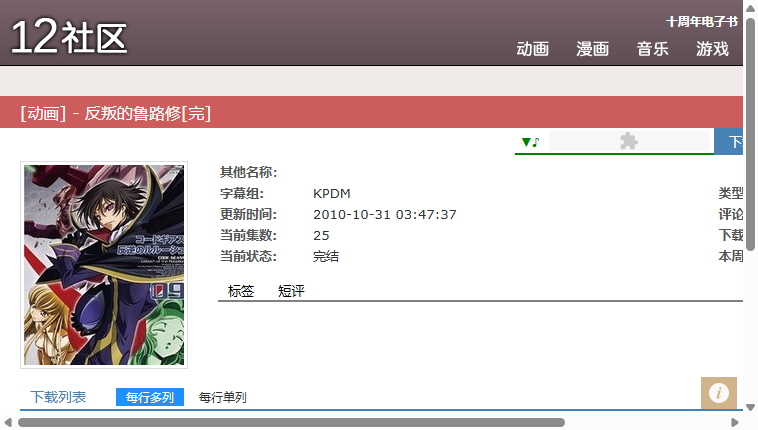 12社区
十周年电子书
动画 漫画 音乐 游戏
[动画] - 反叛的鲁路修[完]
▼♪
其他名称:
字幕组: KPDM 类型
更新时间: 2010-10-31 03:47:37 评论
当前集数: 25 下载
当前状态: 完结 本周
コードギアス
反逆のルルーシュ
CODE GEASS
09
标签 短评
下载列表 每行多列 每行单列